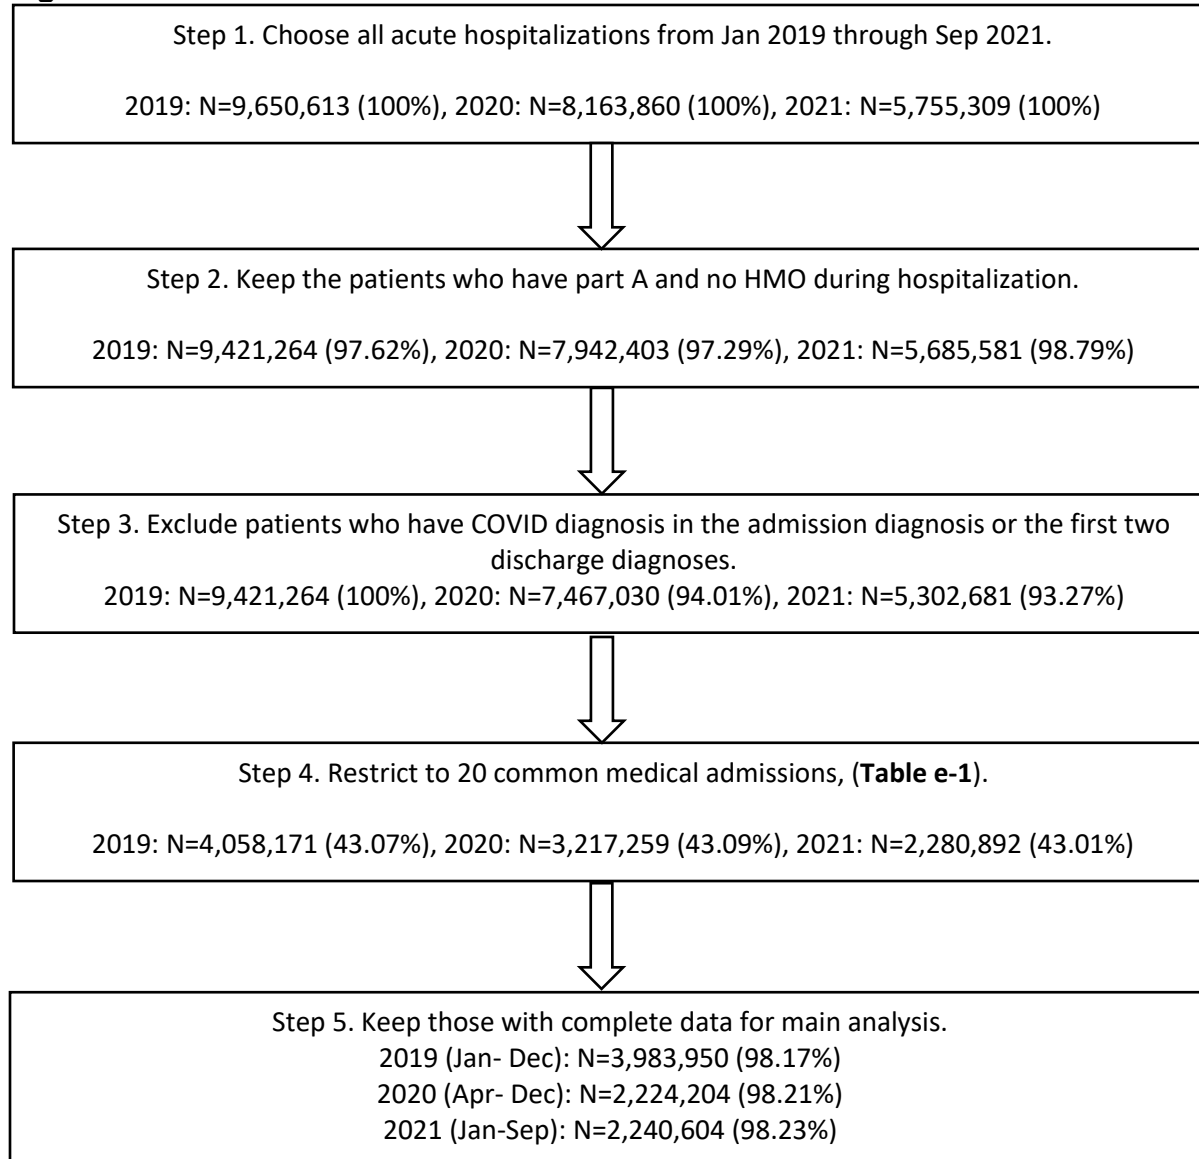 Step 1. Choose all acute hospitalizations from Jan 2019 through Sep 2021.
2019: N=9,650,613 (100%), 2020: N=8,163,860 (100%), 2021: N=5,755,309 (100%)
Step 2. Keep the patients who have part A and no HMO during hospitalization.
2019: N=9,421,264 (97.62%), 2020: N=7,942,403 (97.29%), 2021: N=5,685,581 (98.79%)
Step 3. Exclude patients who have COVID diagnosis in the admission diagnosis or the first two
discharge diagnoses.
2019: N=9,421,264 (100%), 2020: N=7,467,030 (94.01%), 2021: N=5,302,681 (93.27%)
Step 4. Restrict to 20 common medical admissions, (Table e-1).
2019: N=4,058,171 (43.07%), 2020: N=3,217,259 (43.09%), 2021: N=2,280,892 (43.01%)
Step 5. Keep those with complete data for main analysis.
2019 (Jan- Dec): N=3,983,950 (98.17%)
2020 (Apr- Dec): N=2,224,204 (98.21%)
2021 (Jan-Sep): N=2,240,604 (98.23%)